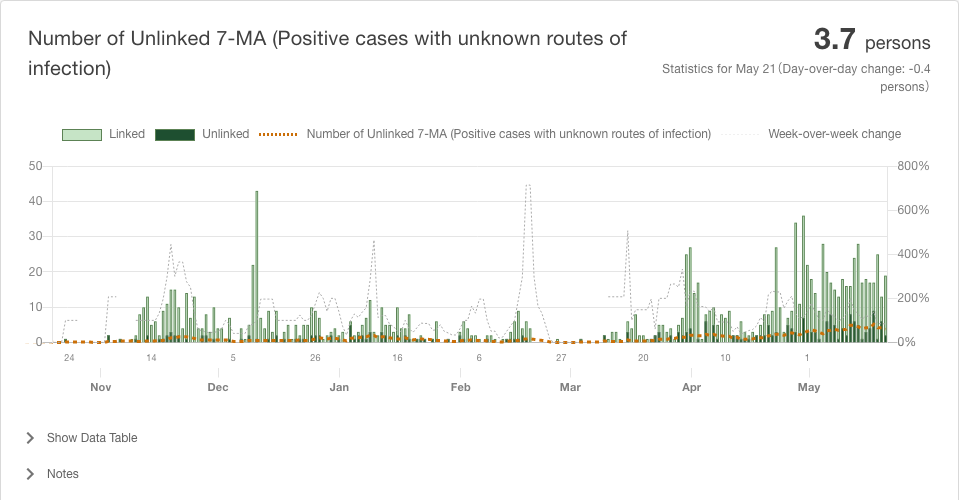 Number of Unlinked 7-MA (Positive cases with unknown routes of
infection)
3.7 persons
Statistics for May 21 (Day-over-day change: -0.4
persons)
Linked
Unlinked
Number of Unlinked 7-MA (Positive cases with unknown routes of infection)
Week-over-week change
50
40
30
20
10
0
800%
600%
400%
200%
0%
24 14 5 26 16 6 27 20 10 1
Nov Dec Jan Feb Mar Apr May
Show Data Table
Notes